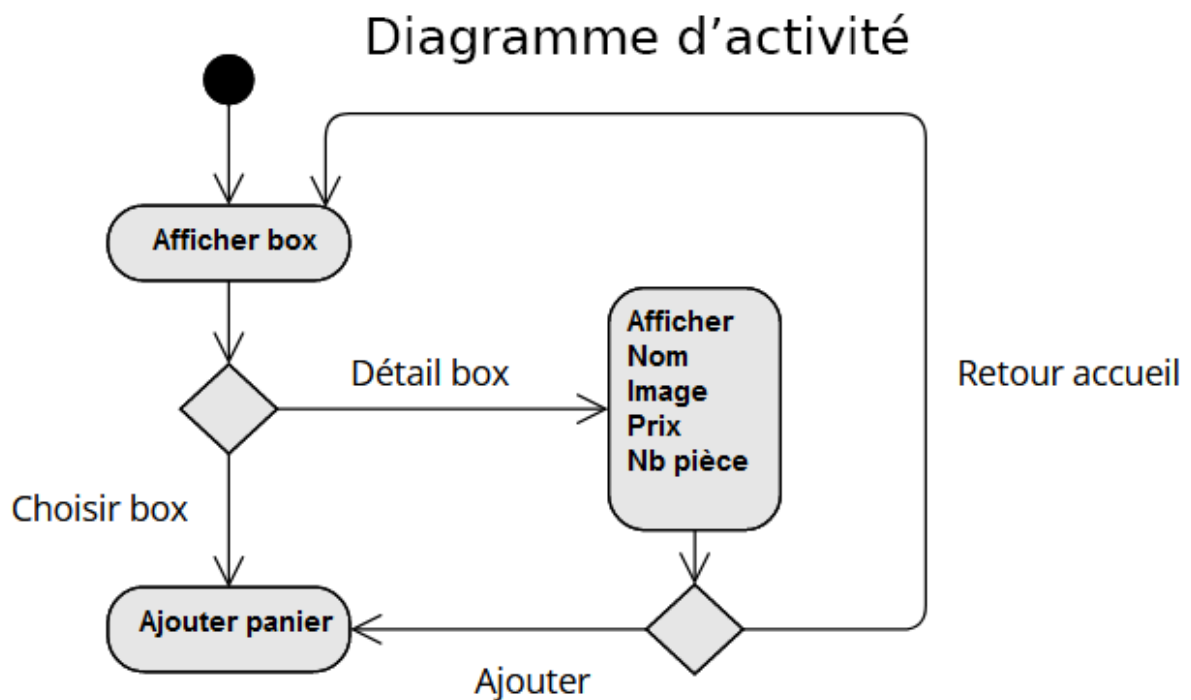 Diagramme d’activité
Afficher box
Afficher
Nom
Image
Prix
Nb pièce
Détail box
Retour accueil
Choisir box
Ajouter panier
Ajouter